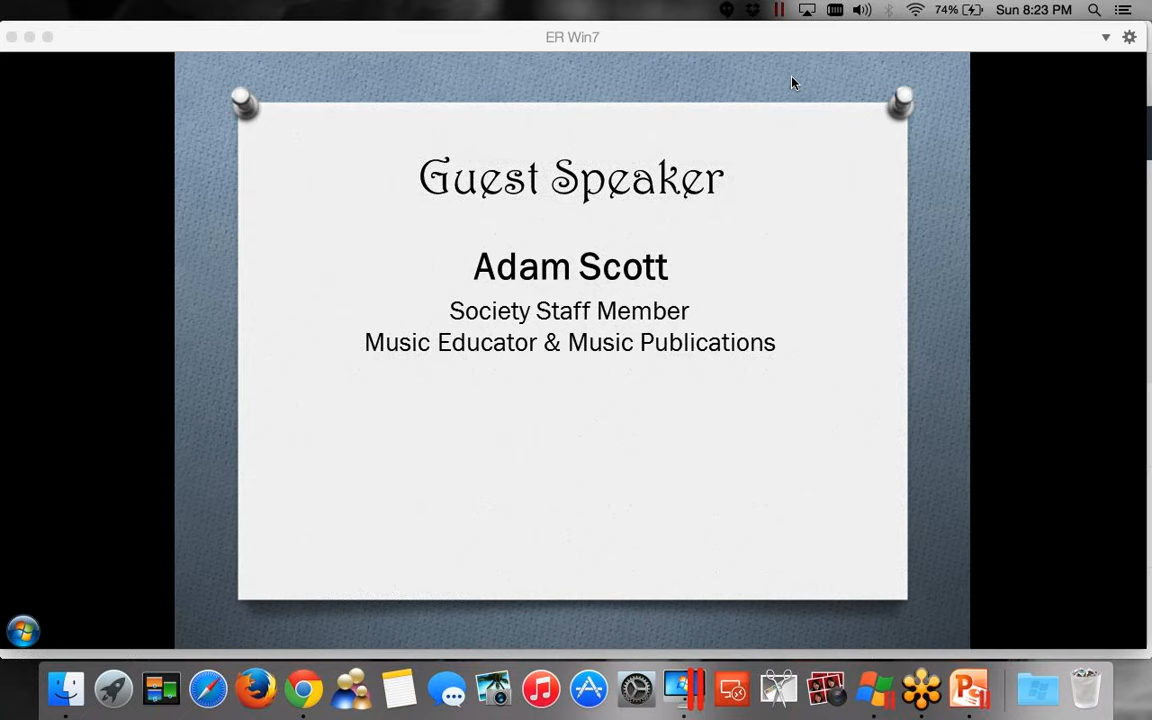 74%
Sun 8:23 PM
ER Win7
Guest Speaker
Adam Scott
Society Staff Member
Music Educator & Music Publications